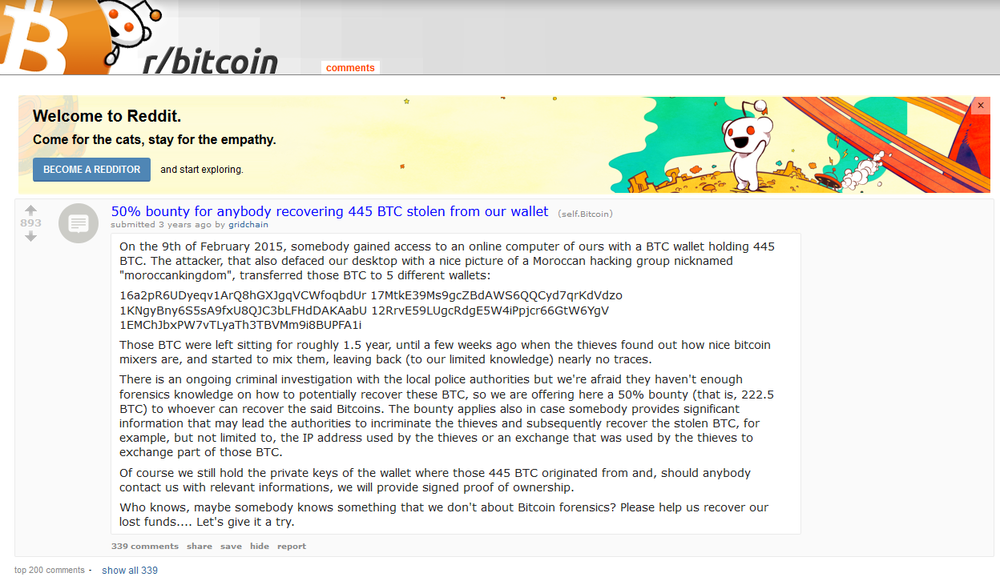 r/bitcoin
comments
Welcome to Reddit.
Come for the cats, stay for the empathy.
BECOME A REDDITOR and start exploring.
×
893
50% bounty for anybody recovering 445 BTC stolen from our wallet (self.Bitcoin)
submitted 3 years ago by gridchain
On the 9th of February 2015, somebody gained access to an online computer of ours with a BTC wallet holding 445
BTC. The attacker, that also defaced our desktop with a nice picture of a Moroccan hacking group nicknamed
"moroccankingdom", transferred those BTC to 5 different wallets:
16a2pR6UDyeqv1ArQ8hGXJgqVCWfoqbdUr 17MtkE39Ms9gcZBdAWS6QQCyd7qrKdVdzo
1KNgyBny6S5sA9fxU8QJC3bLFHdDAKAabU 12RrvE59LUgcRdgE5W4iPpjcr66GtW6YgV
1EMChJbxPW7vTLyaTh3TBVMm9i8BUPFA1i
Those BTC were left sitting for roughly 1.5 year, until a few weeks ago when the thieves found out how nice bitcoin
mixers are, and started to mix them, leaving back (to our limited knowledge) nearly no traces.
There is an ongoing criminal investigation with the local police authorities but we're afraid they haven't enough
forensics knowledge on how to potentially recover these BTC, so we are offering here a 50% bounty (that is, 222.5
BTC) to whoever can recover the said Bitcoins. The bounty applies also in case somebody provides significant
information that may lead the authorities to incriminate the thieves and subsequently recover the stolen BTC, for
example, but not limited to, the IP address used by the thieves or an exchange that was used by the thieves to
exchange part of those BTC.
Of course we still hold the private keys of the wallet where those 445 BTC originated from and, should anybody
contact us with relevant informations, we will provide signed proof of ownership.
Who knows, maybe somebody knows something that we don't about Bitcoin forensics? Please help us recover our
lost funds.... Let's give it a try.
339 comments share save hide report
top 200 comments - show all 339